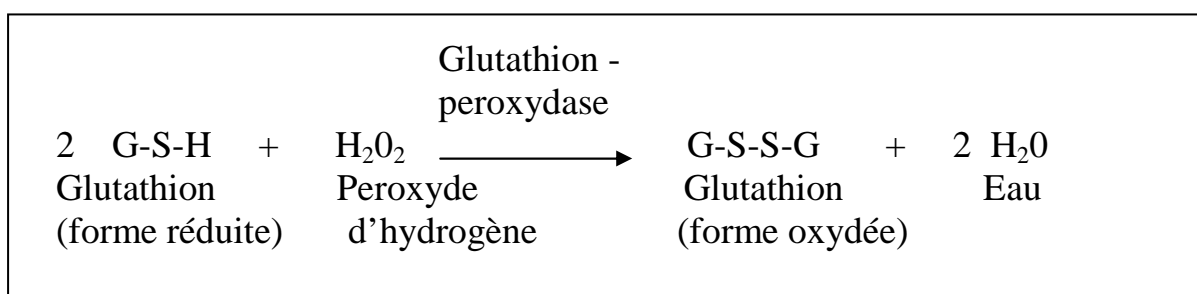 Glutathion -
peroxydase
2 G-S-H + H₂0₂ G-S-S-G + 2 H₂0
Glutathion Peroxyde Glutathion Eau
(forme réduite) d’hydrogène (forme oxydée)